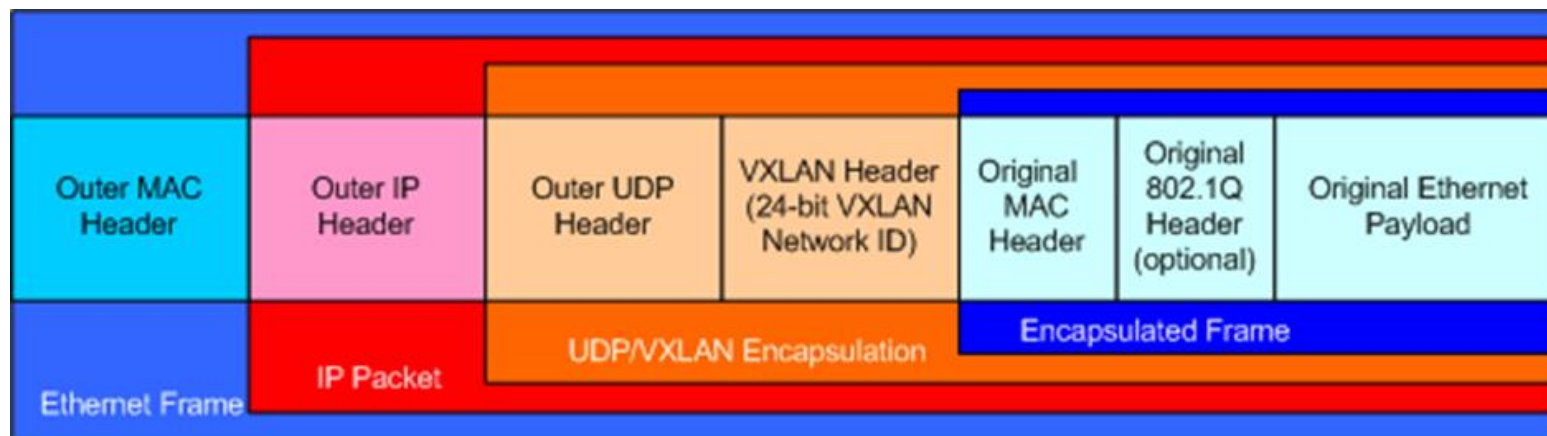 Outer MAC
Header
Outer IP
Header
Outer UDP
Header
VXLAN Header
(24-bit VXLAN
Network ID)
Original
MAC
Header
Original
802.1Q
Header
(optional)
Original Ethernet
Payload
Encapsulated Frame
UDP/VXLAN Encapsulation
IP Packet
Ethernet Frame